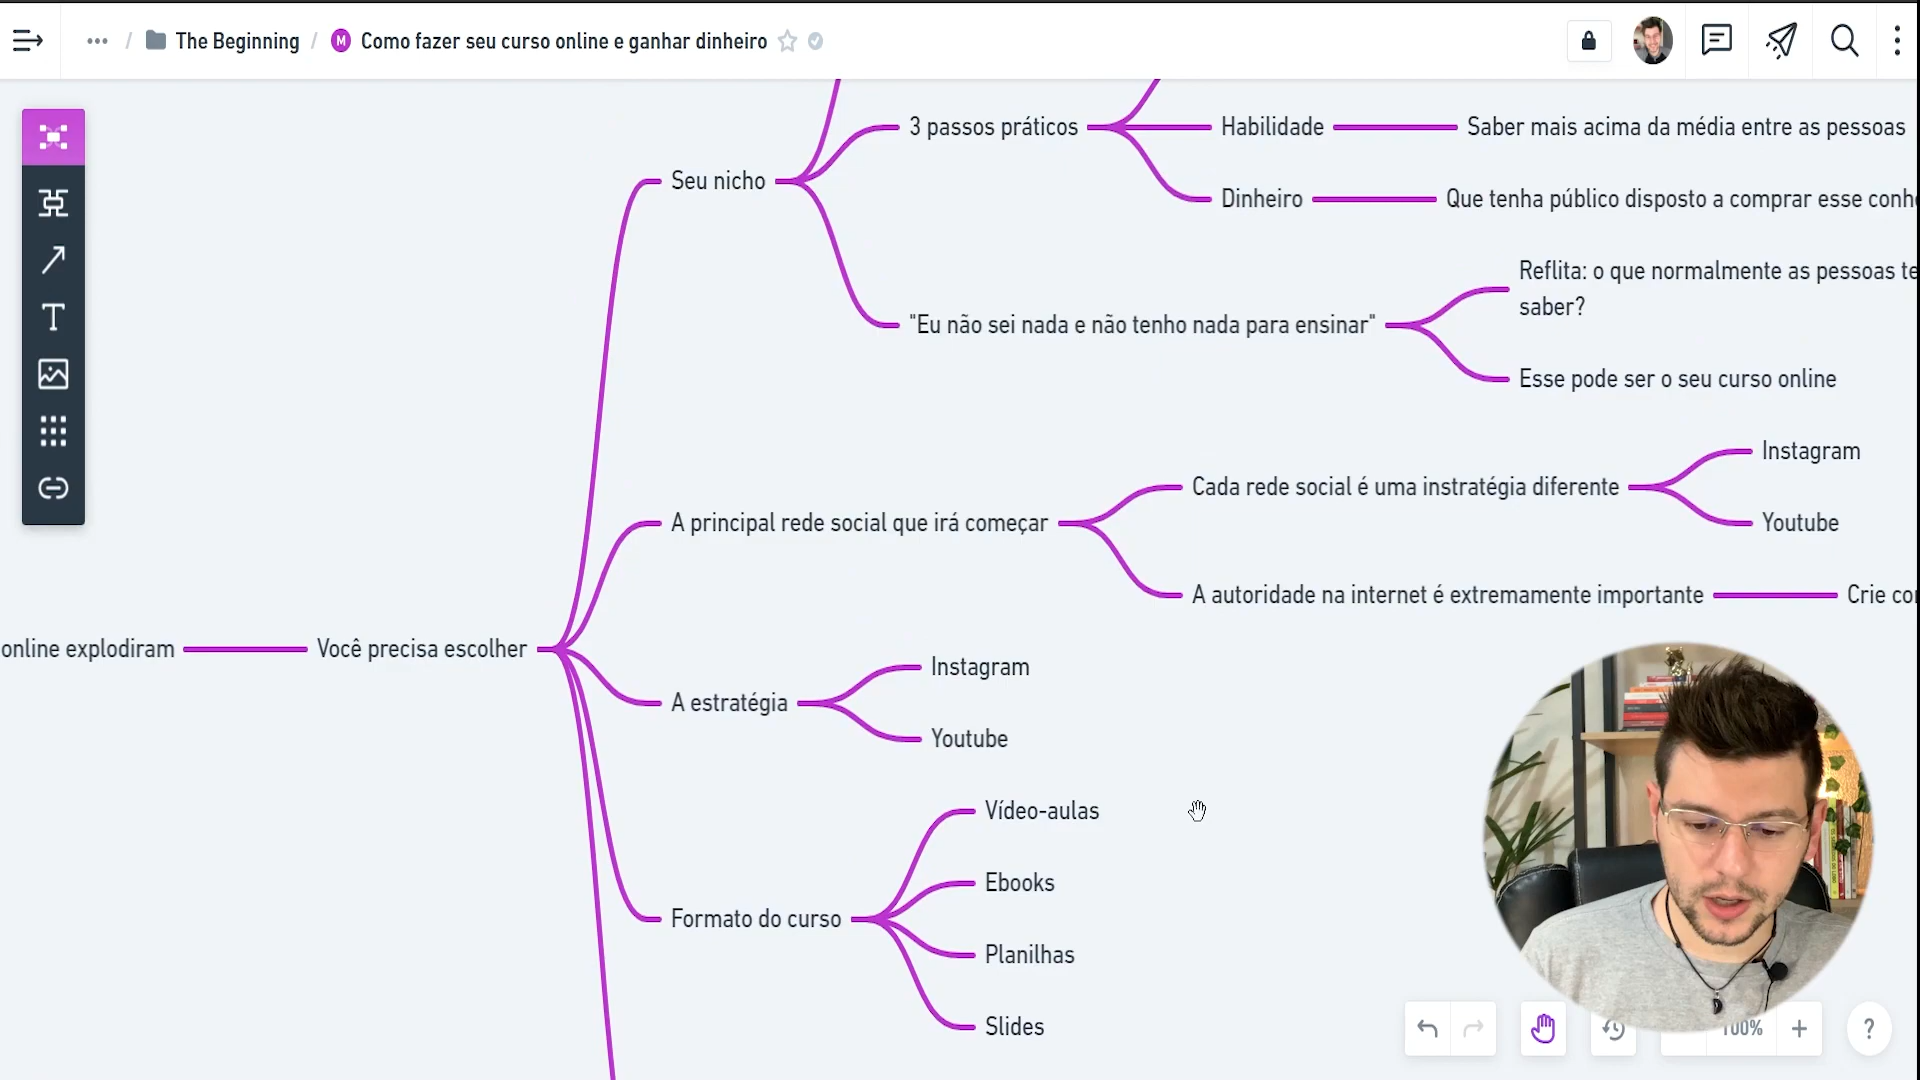 The Beginning / M Como fazer seu curso online e ganhar dinheiro
3 passos práticos
Habilidade
Saber mais acima da média entre as pessoas
Seu nicho
Dinheiro
Que tenha público disposto a comprar esse conh
Reflita: o que normalmente as pessoas te
saber?
"Eu não sei nada e não tenho nada para ensinar"
Esse pode ser o seu curso online
Instagram
Cada rede social é uma instratégia diferente
A principal rede social que irá começar
Youtube
A autoridade na internet é extremamente importante
Crie co
online explodiram
Você precisa escolher
Instagram
A estratégia
Youtube
Vídeo-aulas
Ebooks
Formato do curso
Planilhas
Slides
100%